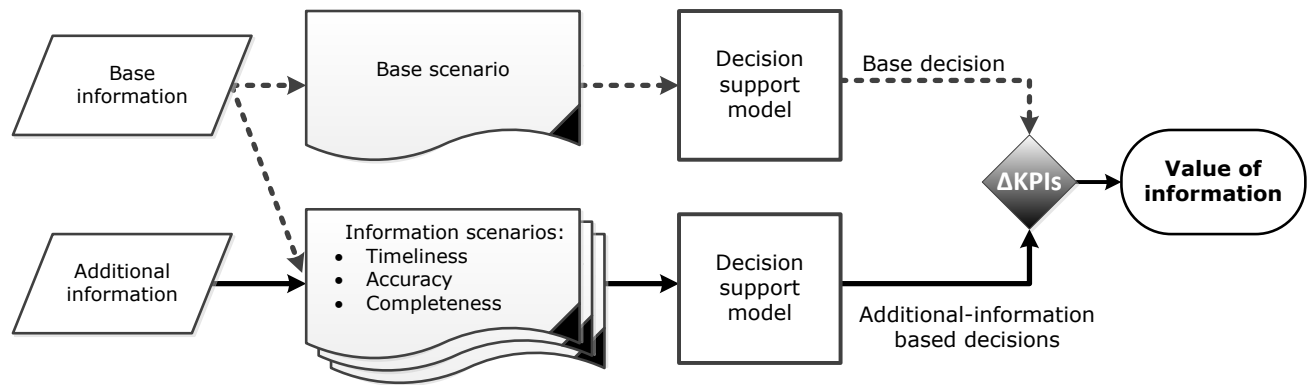 Base
information
Base scenario
Decision
support
model
Base decision
ΔKPIs
Value of
information
Additional
information
Information scenarios:
• Timeliness
• Accuracy
• Completeness
Decision
support
model
Additional-information
based decisions